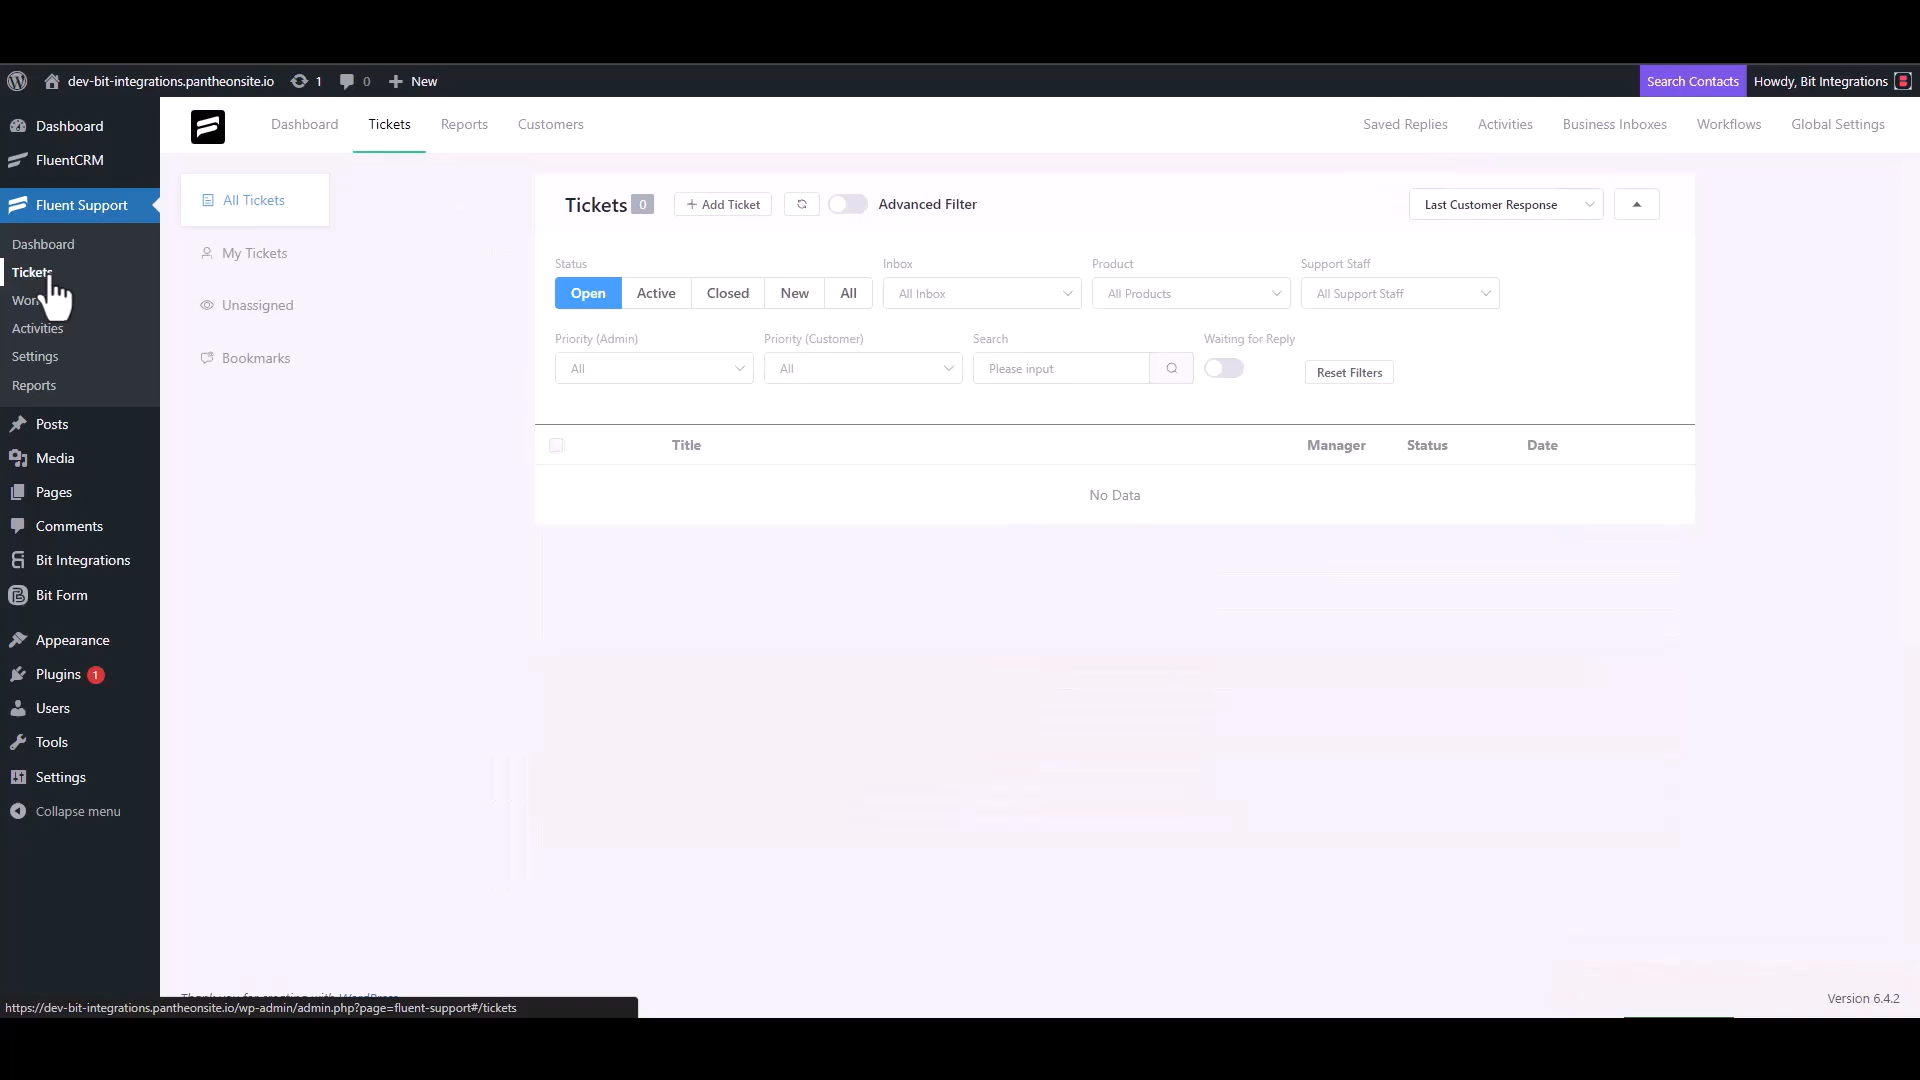 dev-bit-integrations.pantheonsite.io 1 0 New Search Contacts Howdy, Bit Integrations
Dashboard
FluentCRM
Fluent Support
Dashboard
Tickets
Activities
Settings
Reports
Posts
Media
Pages
Comments
Bit Integrations
Bit Form
Appearance
Plugins 1
Users
Tools
Settings
Collapse menu
Dashboard Tickets Reports Customers Saved Replies Activities Business Inboxes Workflows Global Settings
All Tickets
My Tickets
Unassigned
Bookmarks
Tickets 0 + Add Ticket Advanced Filter Last Customer Response
Status Inbox Product Support Staff
Open Active Closed New All All Inbox All Products All Support Staff
Priority (Admin) Priority (Customer) Search Waiting for Reply
All All Please input Reset Filters
Title Manager Status Date
No Data
Version 6.4.2
https://dev-bit-integrations.pantheonsite.io/wp-admin/admin.php?page=fluent-support#/tickets